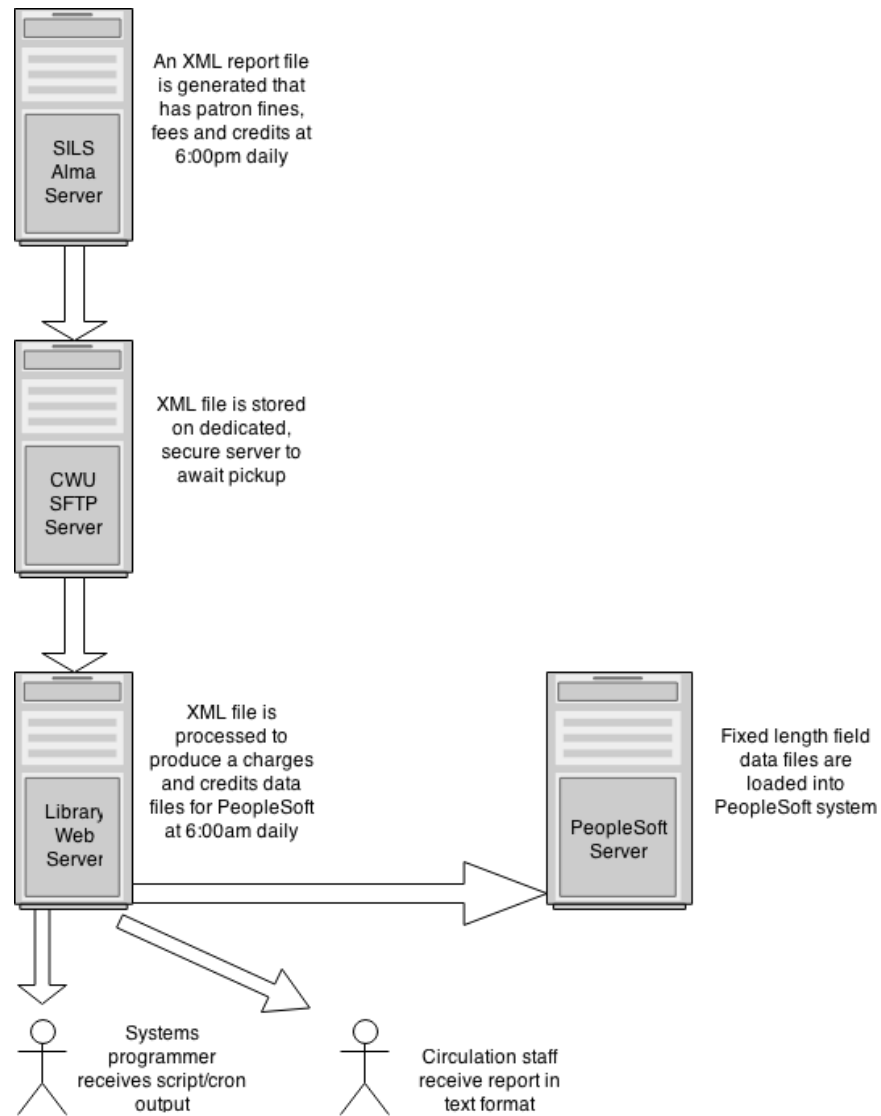 An XML report file
is generated that
has patron fines,
fees and credits at
6:00pm daily
SILS
Alma
Server
XML file is stored
on dedicated,
secure server to
await pickup
CWU
SFTP
Server
XML file is
processed to
produce a charges
and credits data
files for PeopleSoft
at 6:00am daily
Library
Web
Server
PeopleSoft
Server
Fixed length field
data files are
loaded into
PeopleSoft system
Systems
programmer
receives script/cron
output
Circulation staff
receive report in
text format